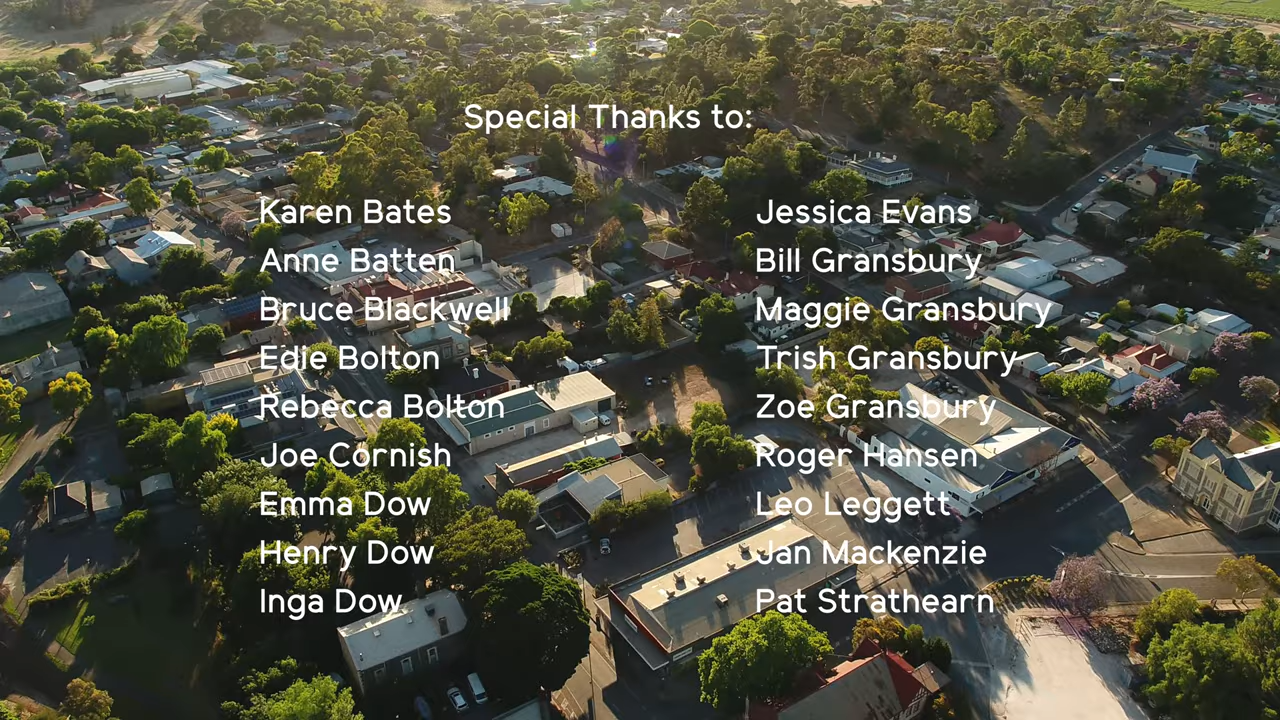 Special Thanks to:
Karen Bates
Anne Batten
Bruce Blackwell
Edie Bolton
Rebecca Bolton
Joe Cornish
Emma Dow
Henry Dow
Inga Dow
Jessica Evans
Bill Gransbury
Maggie Gransbury
Trish Gransbury
Zoe Gransbury
Roger Hansen
Leo Leggett
Jan Mackenzie
Pat Strathearn